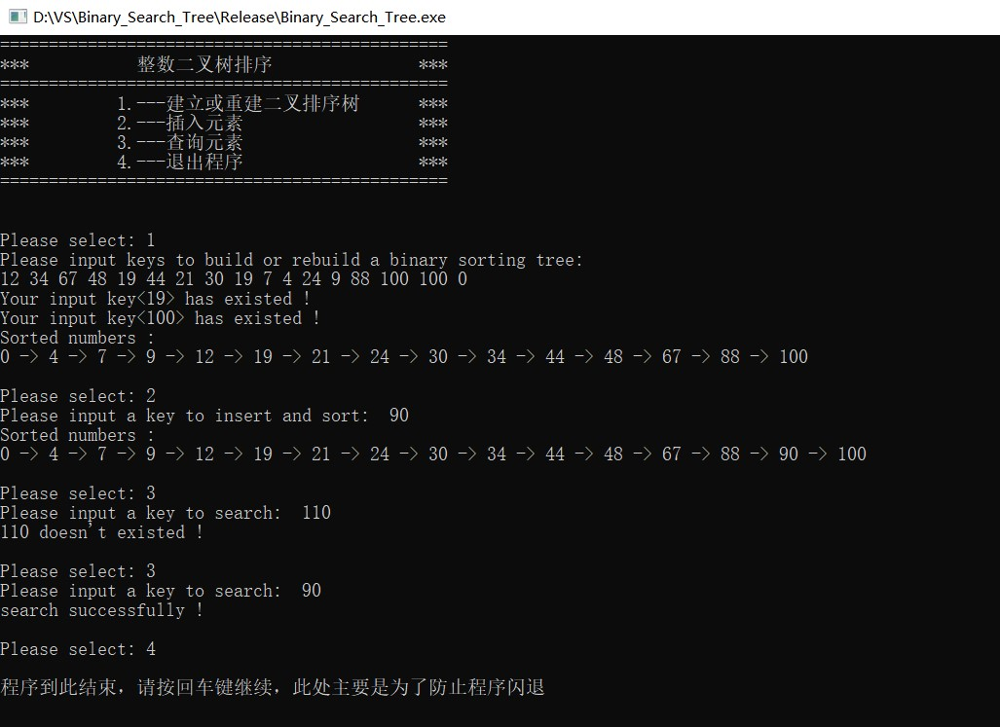 D:\VS\Binary_Search_Tree\Release\Binary_Search_Tree.exe
==============================================
*** 整数二叉树排序 ***
==============================================
*** 1.---建立或重建二叉排序树 ***
*** 2.---插入元素 ***
*** 3.---查询元素 ***
*** 4.---退出程序 ***
==============================================
Please select: 1
Please input keys to build or rebuild a binary sorting tree:
12 34 67 48 19 44 21 30 19 7 4 24 9 88 100 100 0
Your input key<19> has existed !
Your input key<100> has existed !
Sorted numbers :
0 -> 4 -> 7 -> 9 -> 12 -> 19 -> 21 -> 24 -> 30 -> 34 -> 44 -> 48 -> 67 -> 88 -> 100
Please select: 2
Please input a key to insert and sort: 90
Sorted numbers :
0 -> 4 -> 7 -> 9 -> 12 -> 19 -> 21 -> 24 -> 30 -> 34 -> 44 -> 48 -> 67 -> 88 -> 90 -> 100
Please select: 3
Please input a key to search: 110
110 doesn't existed !
Please select: 3
Please input a key to search: 90
search successfully !
Please select: 4
程序到此结束，请按回车键继续，此处主要是为了防止程序闪退